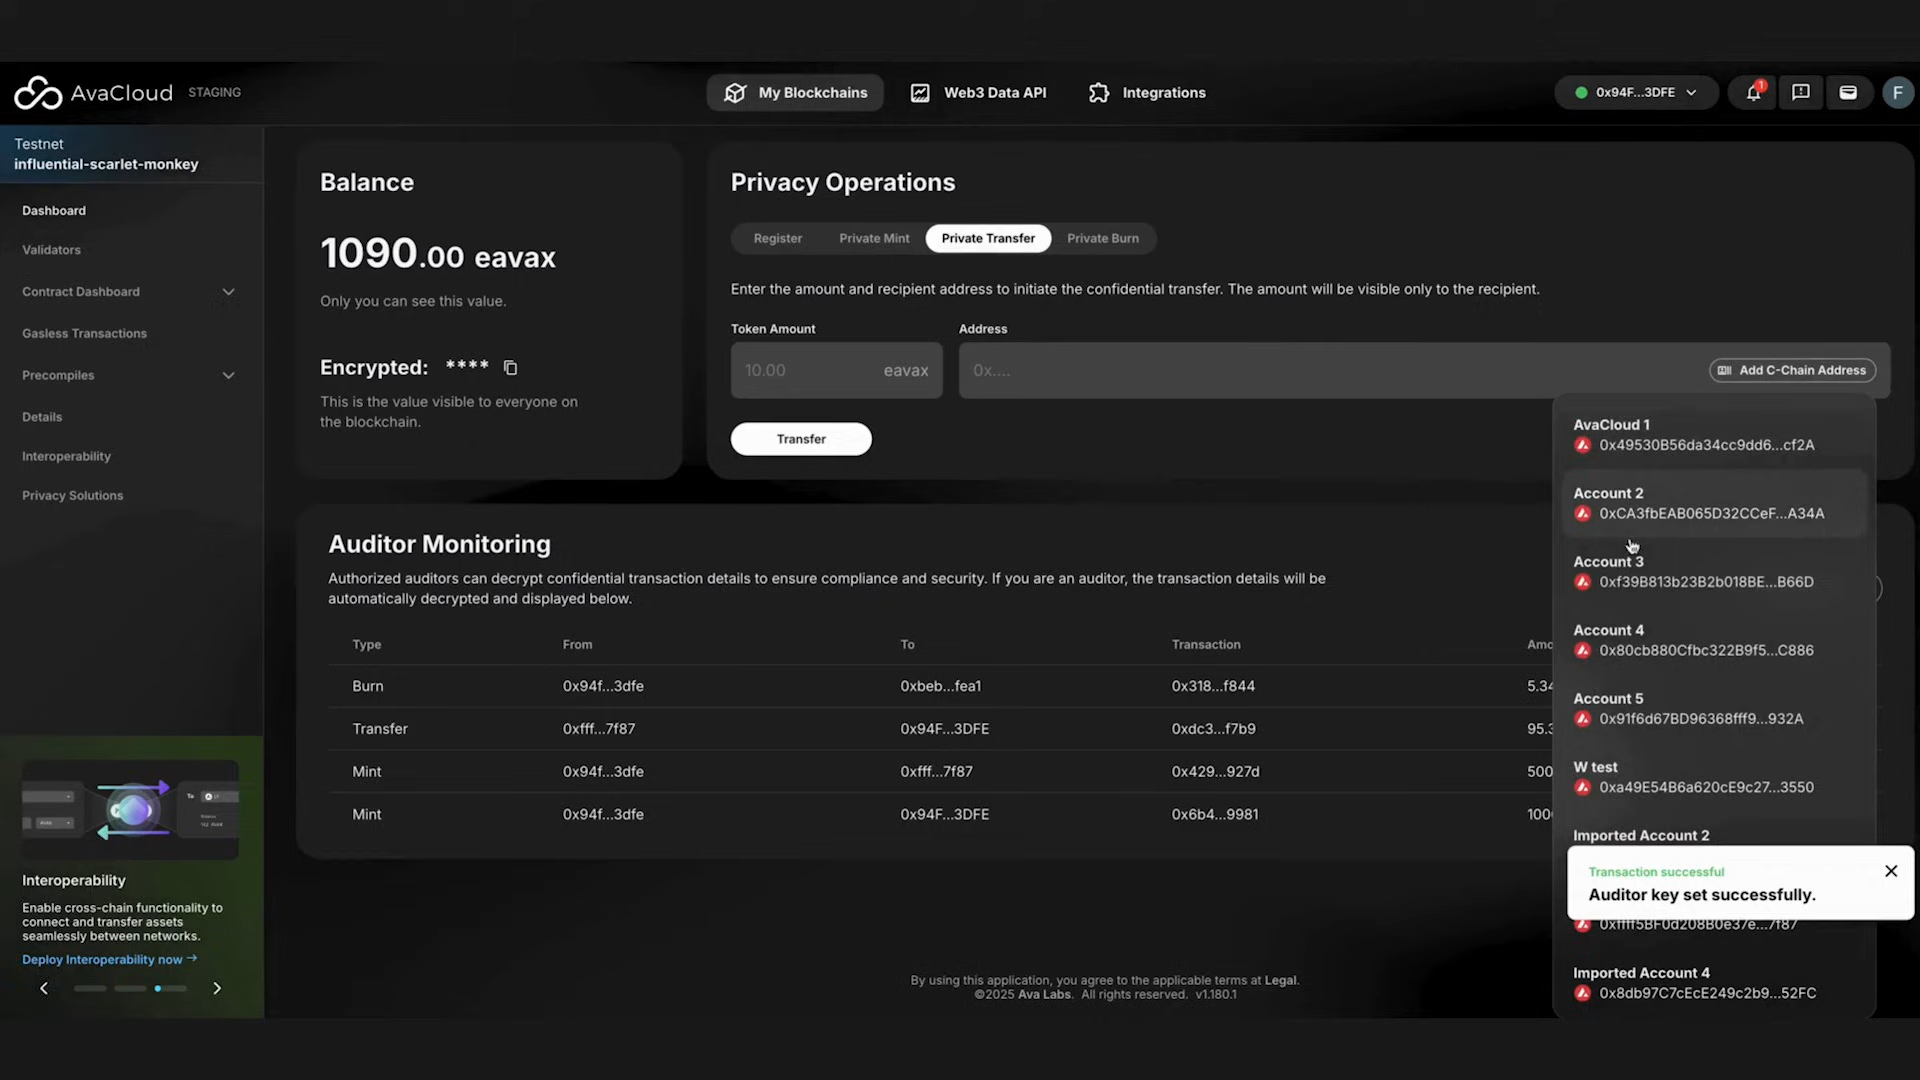 AvaCloud STAGING
My Blockchains
Web3 Data API
Integrations
0x94F...3DFE
1
F
Testnet
influential-scarlet-monkey
Dashboard
Validators
Contract Dashboard
Gasless Transactions
Precompiles
Details
Interoperability
Privacy Solutions
Interoperability
Enable cross-chain functionality to
connect and transfer assets
seamlessly between networks.
Deploy Interoperability now →
Balance
1090.00 eavax
Only you can see this value.
Encrypted: ****
This is the value visible to everyone on
the blockchain.
Privacy Operations
Register Private Mint Private Transfer Private Burn
Enter the amount and recipient address to initiate the confidential transfer. The amount will be visible only to the recipient.
Token Amount Address
10.00 eavax 0x.... Add C-Chain Address
Transfer
AvaCloud 1
0x49530B56da34cc9dd6...cf2A
Account 2
0xCA3fbEAB065D32CCeF...A34A
Account 3
0xf39B813b23B2b018BE...B66D
Account 4
0x80cb880Cfbc322B9f5...C886
Account 5
0x91f6d67BD96368fff9...932A
W test
0xa49E54B6a620cE9c27...3550
Imported Account 2
Transaction successful
Auditor key set successfully.
0xffff5BF0d208B0e37e...7f87
Imported Account 4
0x8db97C7cEcE249c2b9...52FC
Auditor Monitoring
Authorized auditors can decrypt confidential transaction details to ensure compliance and security. If you are an auditor, the transaction details will be
automatically decrypted and displayed below.
Type From To Transaction Amo
Burn 0x94f...3dfe 0xbeb...fea1 0x318...f844 5.34
Transfer 0xfff...7f87 0x94F...3DFE 0xdc3...f7b9 95.3
Mint 0x94f...3dfe 0xfff...7f87 0x429...927d 500
Mint 0x94f...3dfe 0x94F...3DFE 0x6b4...9981 100
By using this application, you agree to the applicable terms at Legal.
©2025 Ava Labs. All rights reserved. v1.180.1